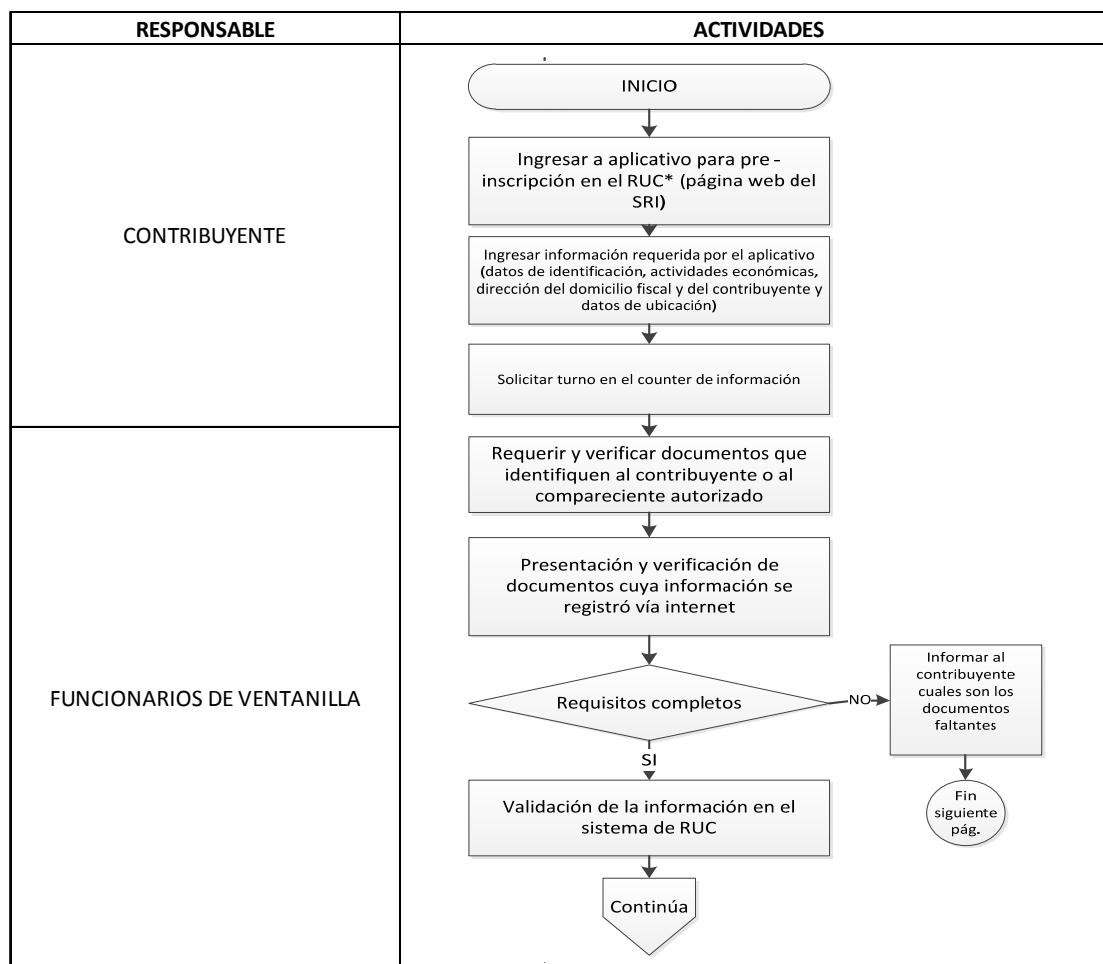 RESPONSABLE
ACTIVIDADES
CONTRIBUYENTE
INICIO
Ingresar a aplicativo para pre -
inscripción en el RUC* (página web del
SRI)
Ingresar información requerida por el aplicativo
(datos de identificación, actividades económicas,
dirección del domicilio fiscal y del contribuyente y
datos de ubicación)
Solicitar turno en el counter de información
FUNCIONARIOS DE VENTANILLA
Requerir y verificar documentos que
identifiquen al contribuyente o al
compareciente autorizado
Presentación y verificación de
documentos cuya información se
registró vía internet
Requisitos completos
NO
Informar al
contribuyente
cuales son los
documentos
faltantes
Fin
siguiente
pág.
SI
Validación de la información en el
sistema de RUC
Continúa